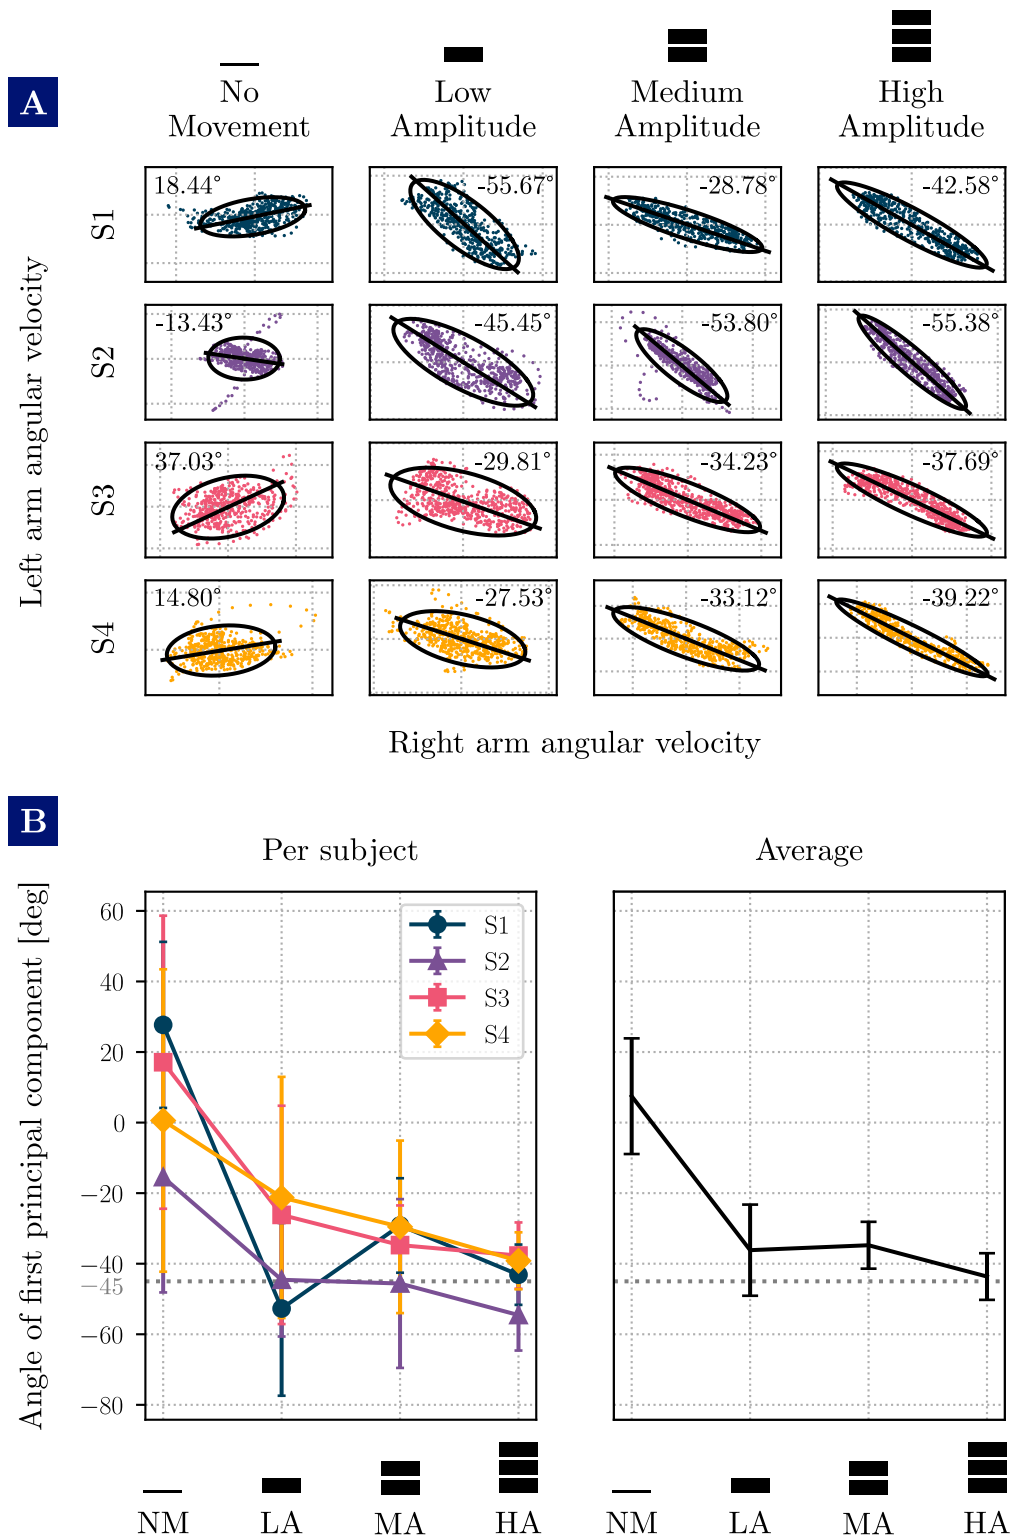 A
No
Movement
Low
Amplitude
Medium
Amplitude
High
Amplitude
Left arm angular velocity
S1
18.44°
-55.67°
-28.78°
-42.58°
S2
-13.43°
-45.45°
-53.80°
-55.38°
S3
37.03°
-29.81°
-34.23°
-37.69°
S4
14.80°
-27.53°
-33.12°
-39.22°
Right arm angular velocity
B
Per subject
Average
Angle of first principal component [deg]
60
40
20
0
−20
−40
−45
−60
−80
S1
S2
S3
S4
NM
LA
MA
HA
NM
LA
MA
HA